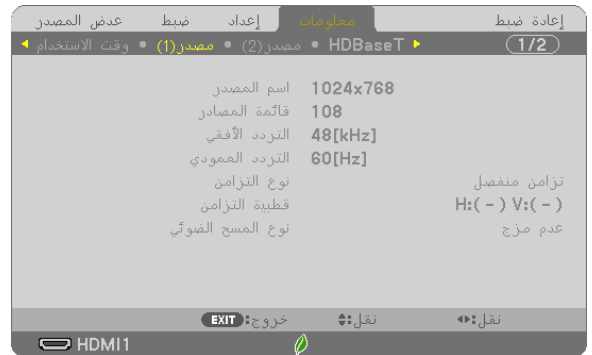 عرض المصدر ضبط إعداد معلومات إعادة ضبط
◀ وقت الاستخدام • مصدر(1) • مصدر(2) • HDBaseT ▶ 1/2
اسم المصدر 1024x768
قائمة المصادر 108
التردد الأفقي 48[kHz]
التردد العمودي 60[Hz]
نوع التزامن تزامن منفصل
قطبية التزامن H:( - ) V:( - )
نوع المسح الضوئي عدم مزج
EXIT:خروج نقل:⬍ نقل:⬌
HDMI1